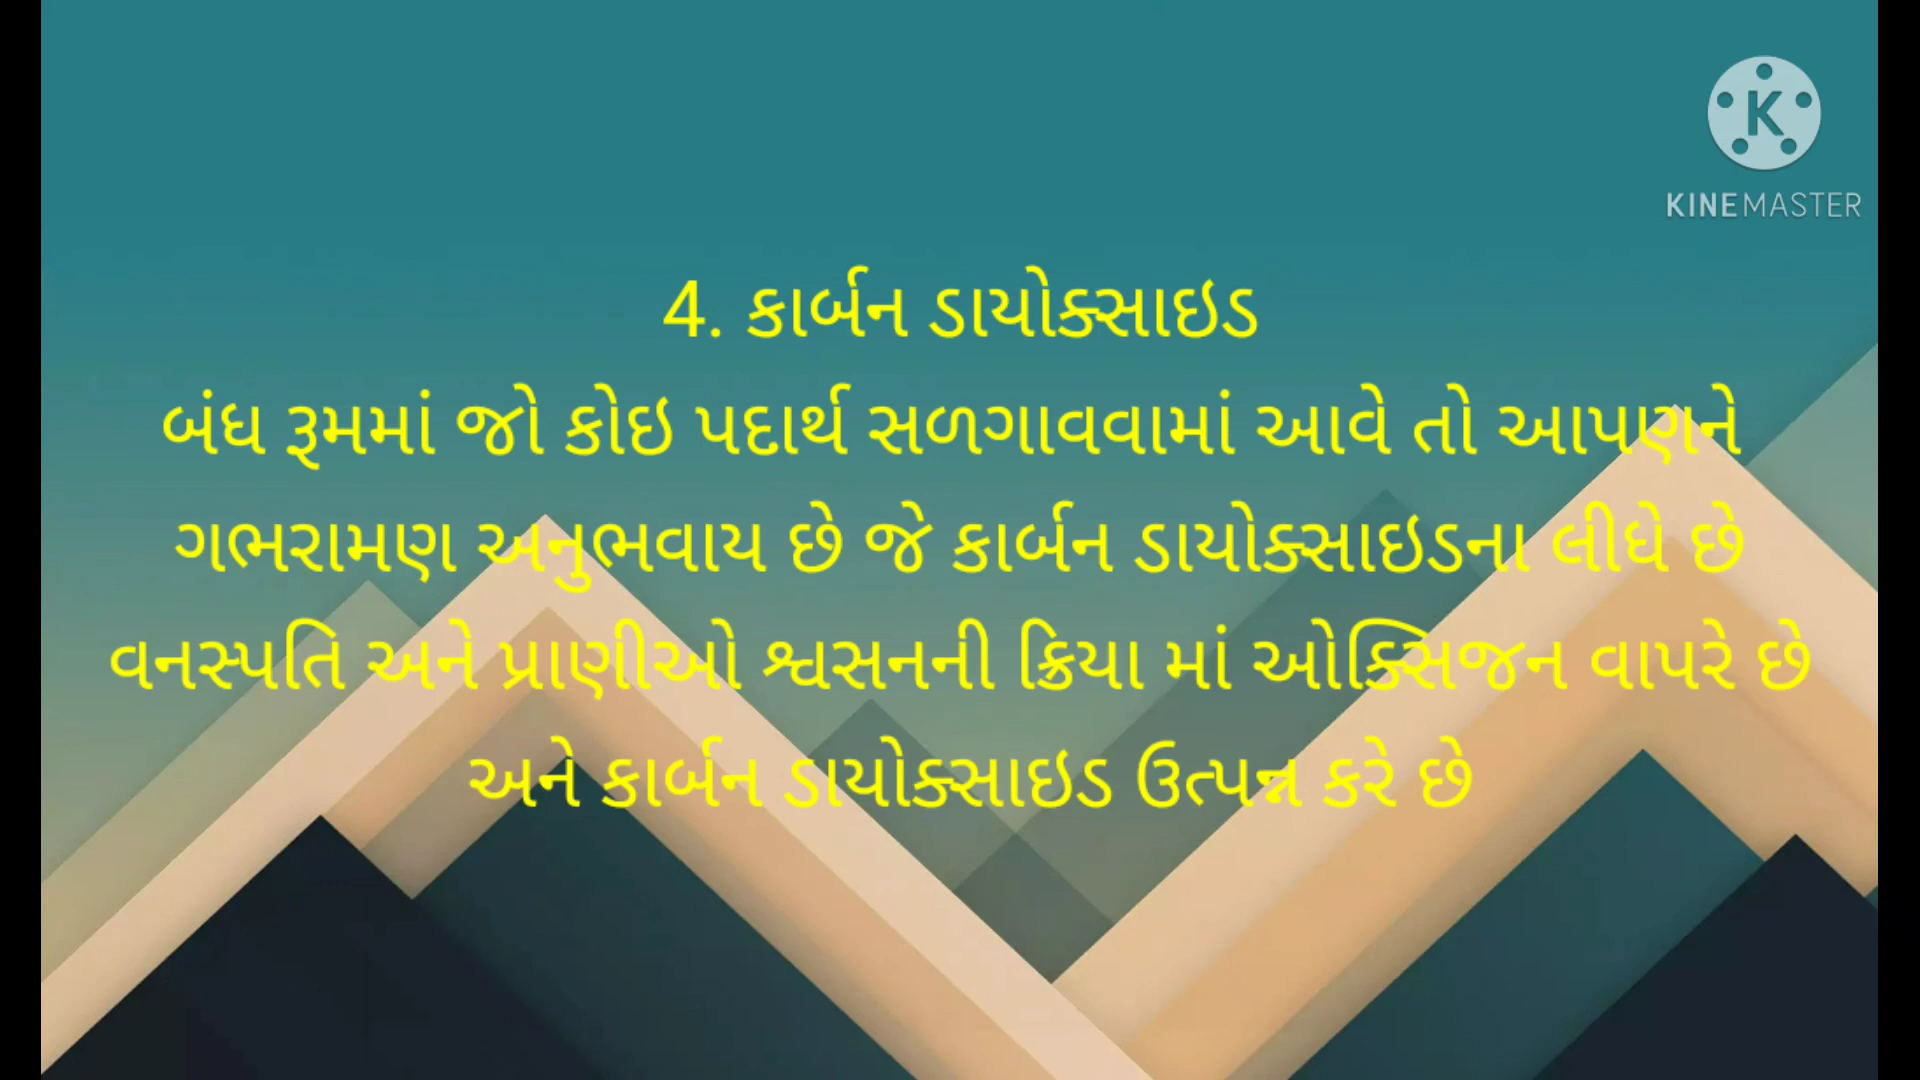 K
KINEMASTER
4. કાર્બન ડાયોક્સાઇડ
બંધ રૂમમાં જો કોઇ પદાર્થ સળગાવવામાં આવે તો આપણને
ગભરામણ અનુભવાય છે જે કાર્બન ડાયોક્સાઇડના લીધે છે
વનસ્પતિ અને પ્રાણીઓ શ્વસનની ક્રિયા માં ઓક્સિજન વાપરે છે
અને કાર્બન ડાયોક્સાઇડ ઉત્પન્ન કરે છે